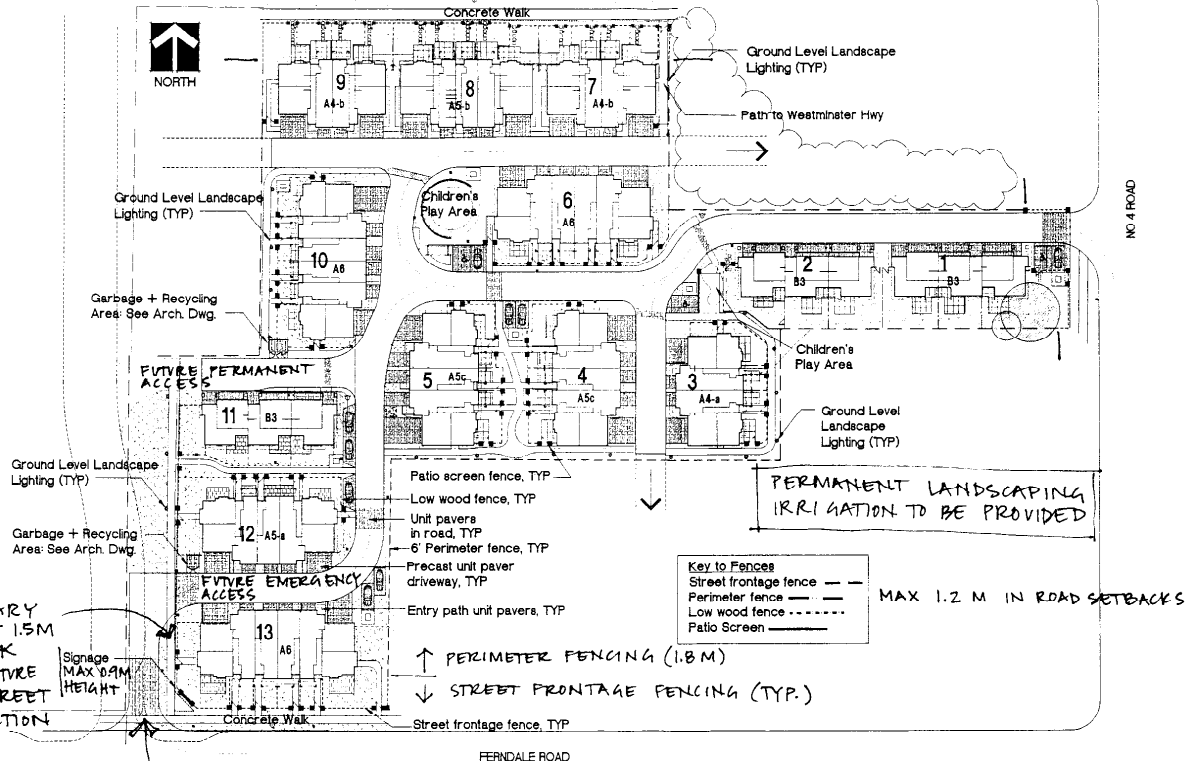 Concrete Walk
NORTH
Ground Level Landscape
Lighting (TYP)
9
A4-b
8
A5-b
7
A4-b
Path to Westminster Hwy
Ground Level Landscape
Lighting (TYP)
Children's
Play Area
6
A6
NO 4 ROAD
10
A6
2
B3
1
B3
Garbage + Recycling
Area: See Arch. Dwg.
Children's
Play Area
FUTURE PERMANENT
ACCESS
5
A5c
4
A5c
3
A4-a
11
B3
Ground Level
Landscape
Lighting (TYP)
Ground Level Landscape
Lighting (TYP)
Patio screen fence, TYP
Low wood fence, TYP
PERMANENT LANDSCAPING
IRRIGATION TO BE PROVIDED
Unit pavers
in road, TYP
12
A5-a
Garbage + Recycling
Area: See Arch. Dwg.
6' Perimeter fence, TYP
Precast unit paver
driveway, TYP
Key to Fences
Street frontage fence
Perimeter fence
Low wood fence
Patio Screen
MAX 1.2 M IN ROAD SETBACKS
FUTURE EMERGENCY
ACCESS
Entry path unit pavers, TYP
1.5M
13
A6
Signage
MAX 0.9M
HEIGHT
PERIMETER FENCING (1.8 M)
STREET FRONTAGE FENCING (TYP.)
Concrete Walk
Street frontage fence, TYP
FERNDALE ROAD